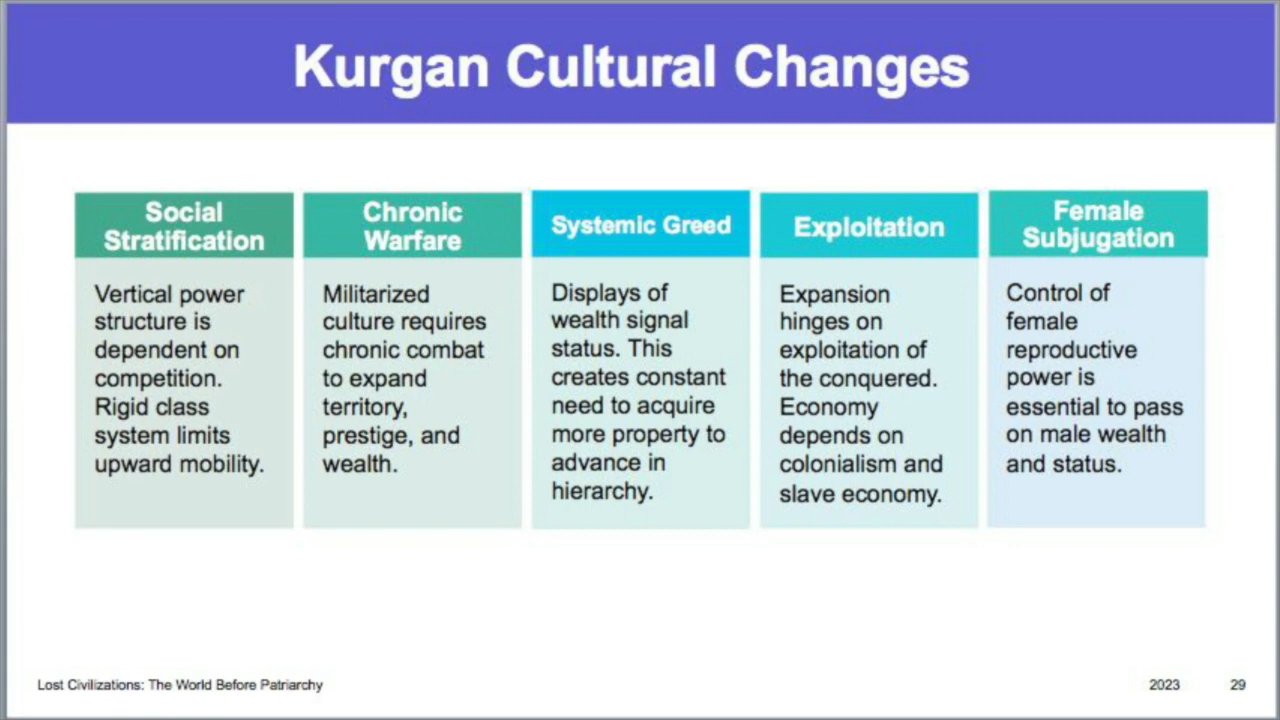 Kurgan Cultural Changes
Social
Stratification
Vertical power
structure is
dependent on
competition.
Rigid class
system limits
upward mobility.
Chronic
Warfare
Militarized
culture requires
chronic combat
to expand
territory,
prestige, and
wealth.
Systemic Greed
Displays of
wealth signal
status. This
creates constant
need to acquire
more property to
advance in
hierarchy.
Exploitation
Expansion
hinges on
exploitation of
the conquered.
Economy
depends on
colonialism and
slave economy.
Female
Subjugation
Control of
female
reproductive
power is
essential to pass
on male wealth
and status.
Lost Civilizations: The World Before Patriarchy
2023
29